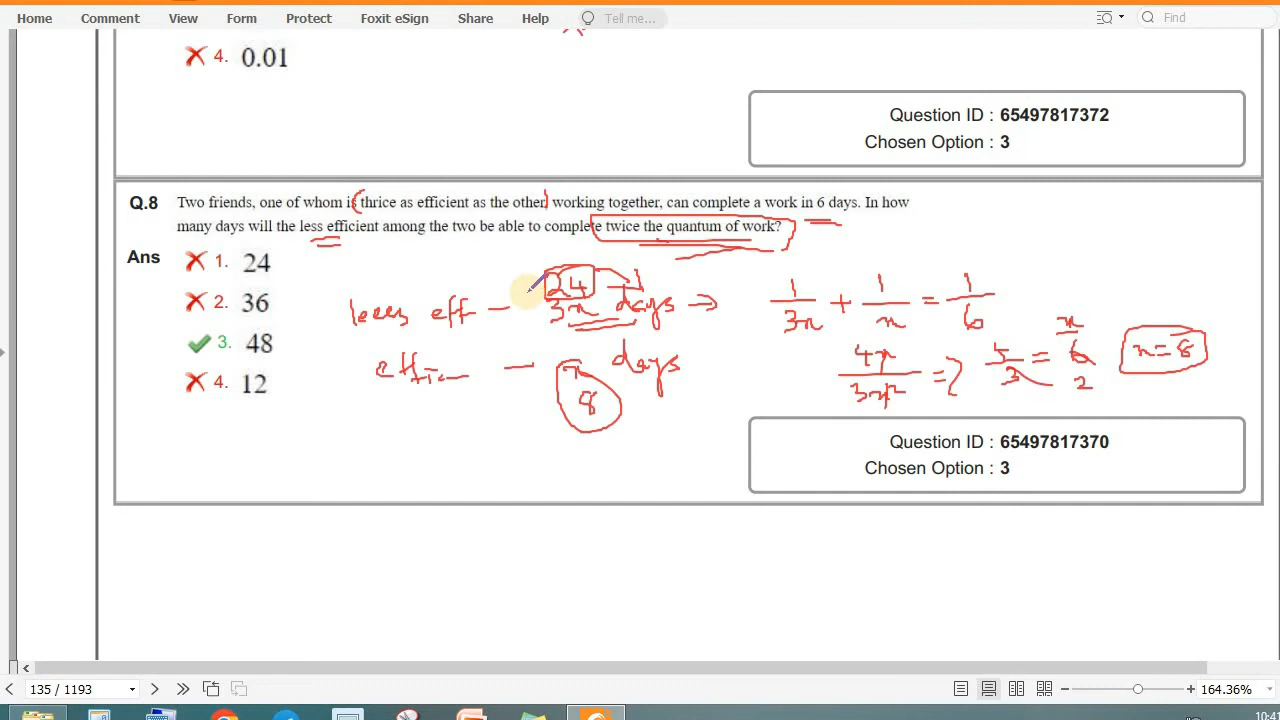 Home Comment View Form Protect Foxit eSign Share Help Tell me... Find
4. 0.01
Question ID : 65497817372
Chosen Option : 3
Q.8 Two friends, one of whom is thrice as efficient as the other, working together, can complete a work in 6 days. In how
many days will the less efficient among the two be able to complete twice the quantum of work?
Ans 1. 24
2. 36
3. 48
4. 12
24 1
less eff - 3x days → 1/3x + 1/x = 1/6
effici - x days
8
4x/3x² = 4/3 = x/6 2 x = 8
Question ID : 65497817370
Chosen Option : 3
135 / 1193 164.36%